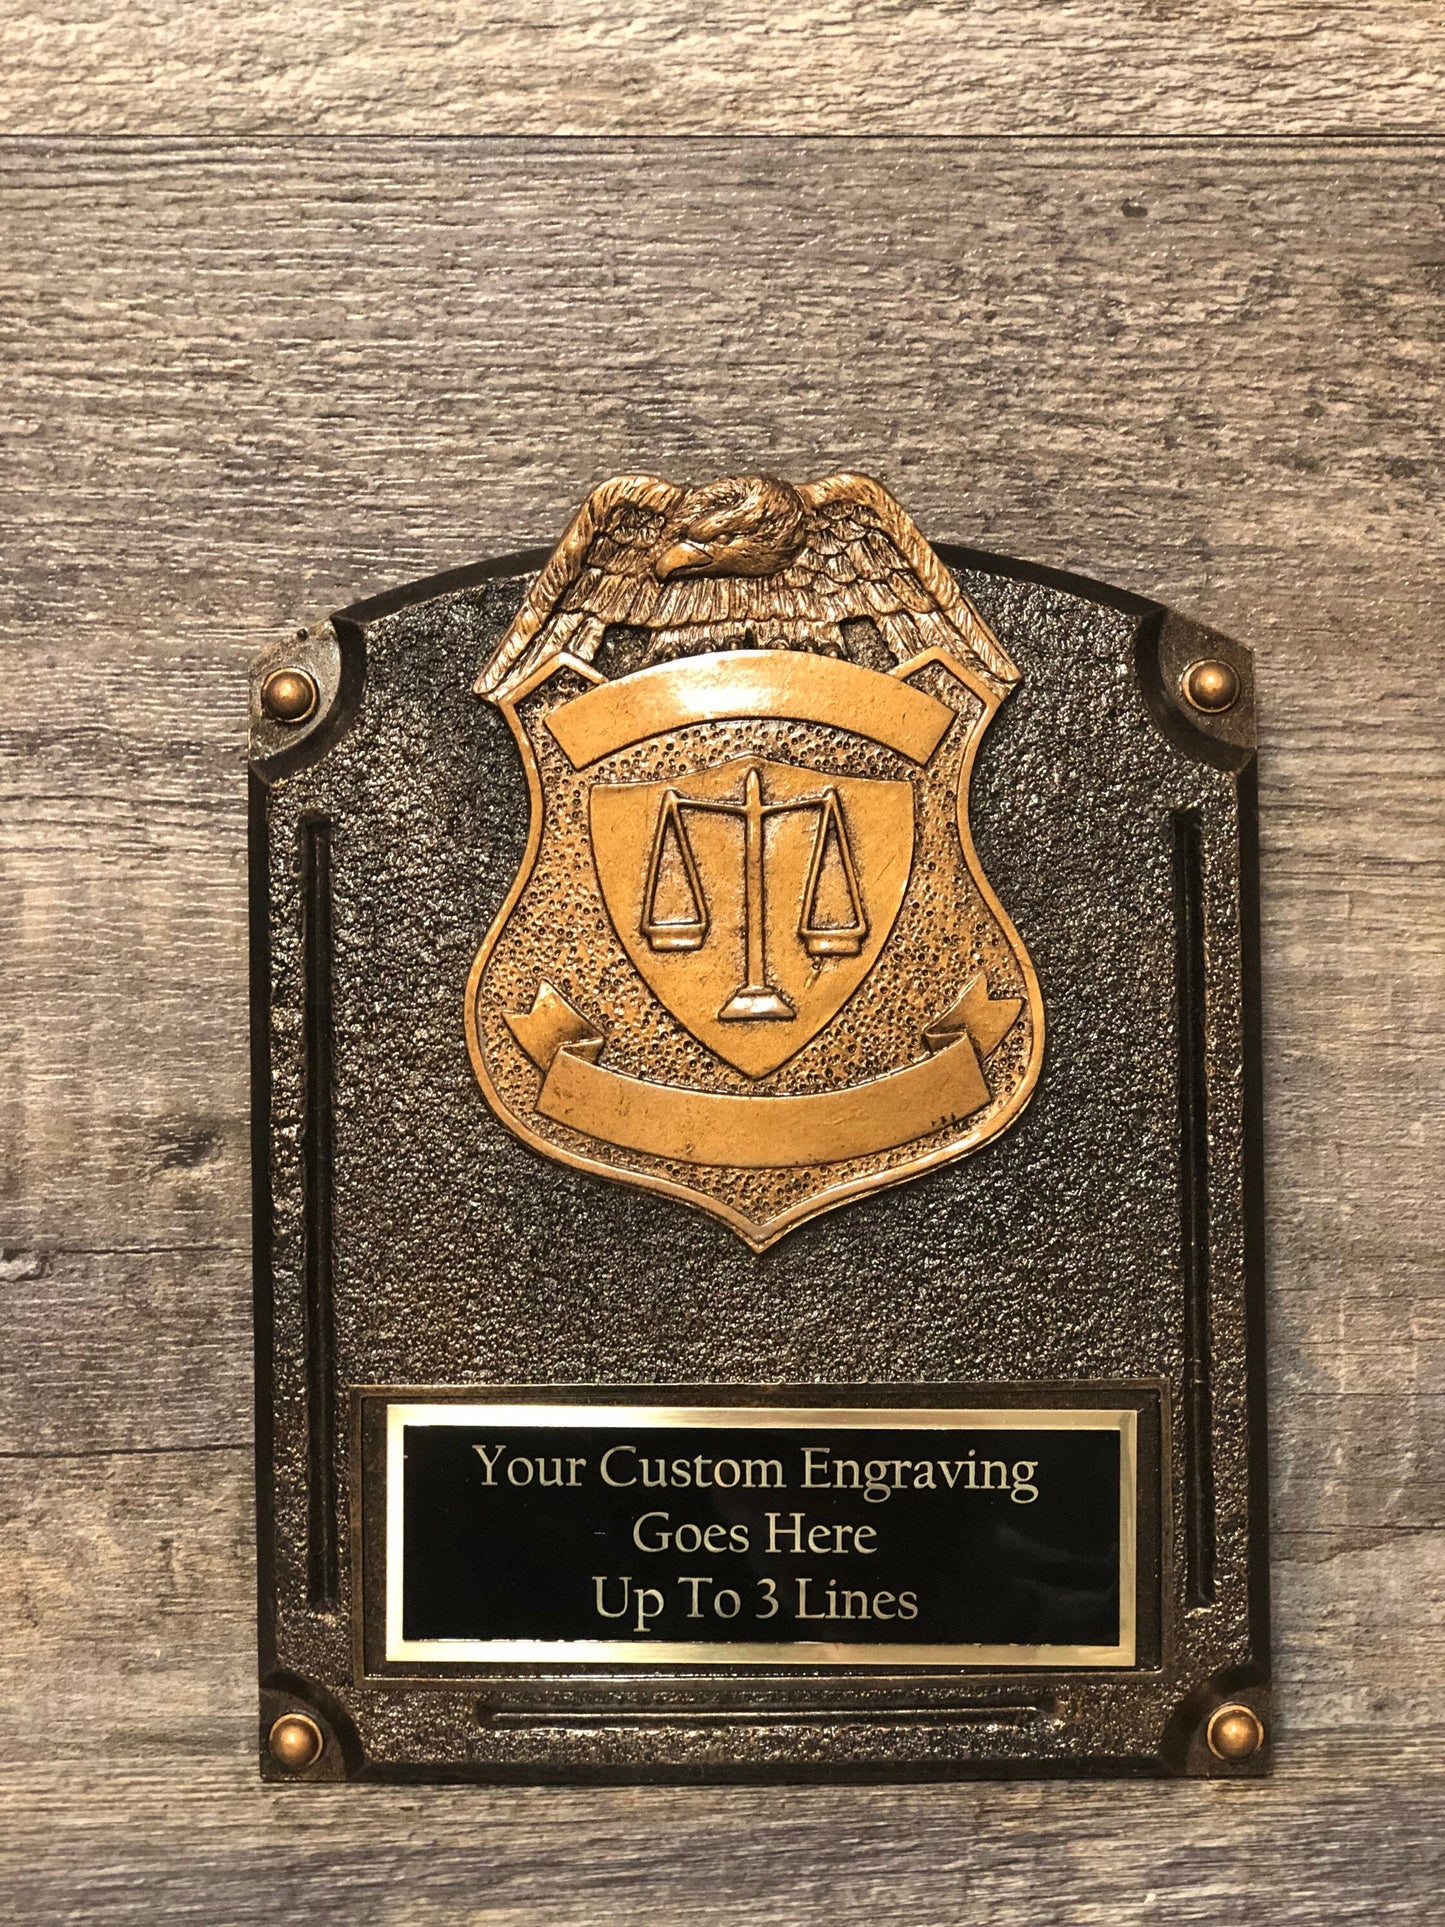 Your Custom Engraving
Goes Here
Up To 3 Lines